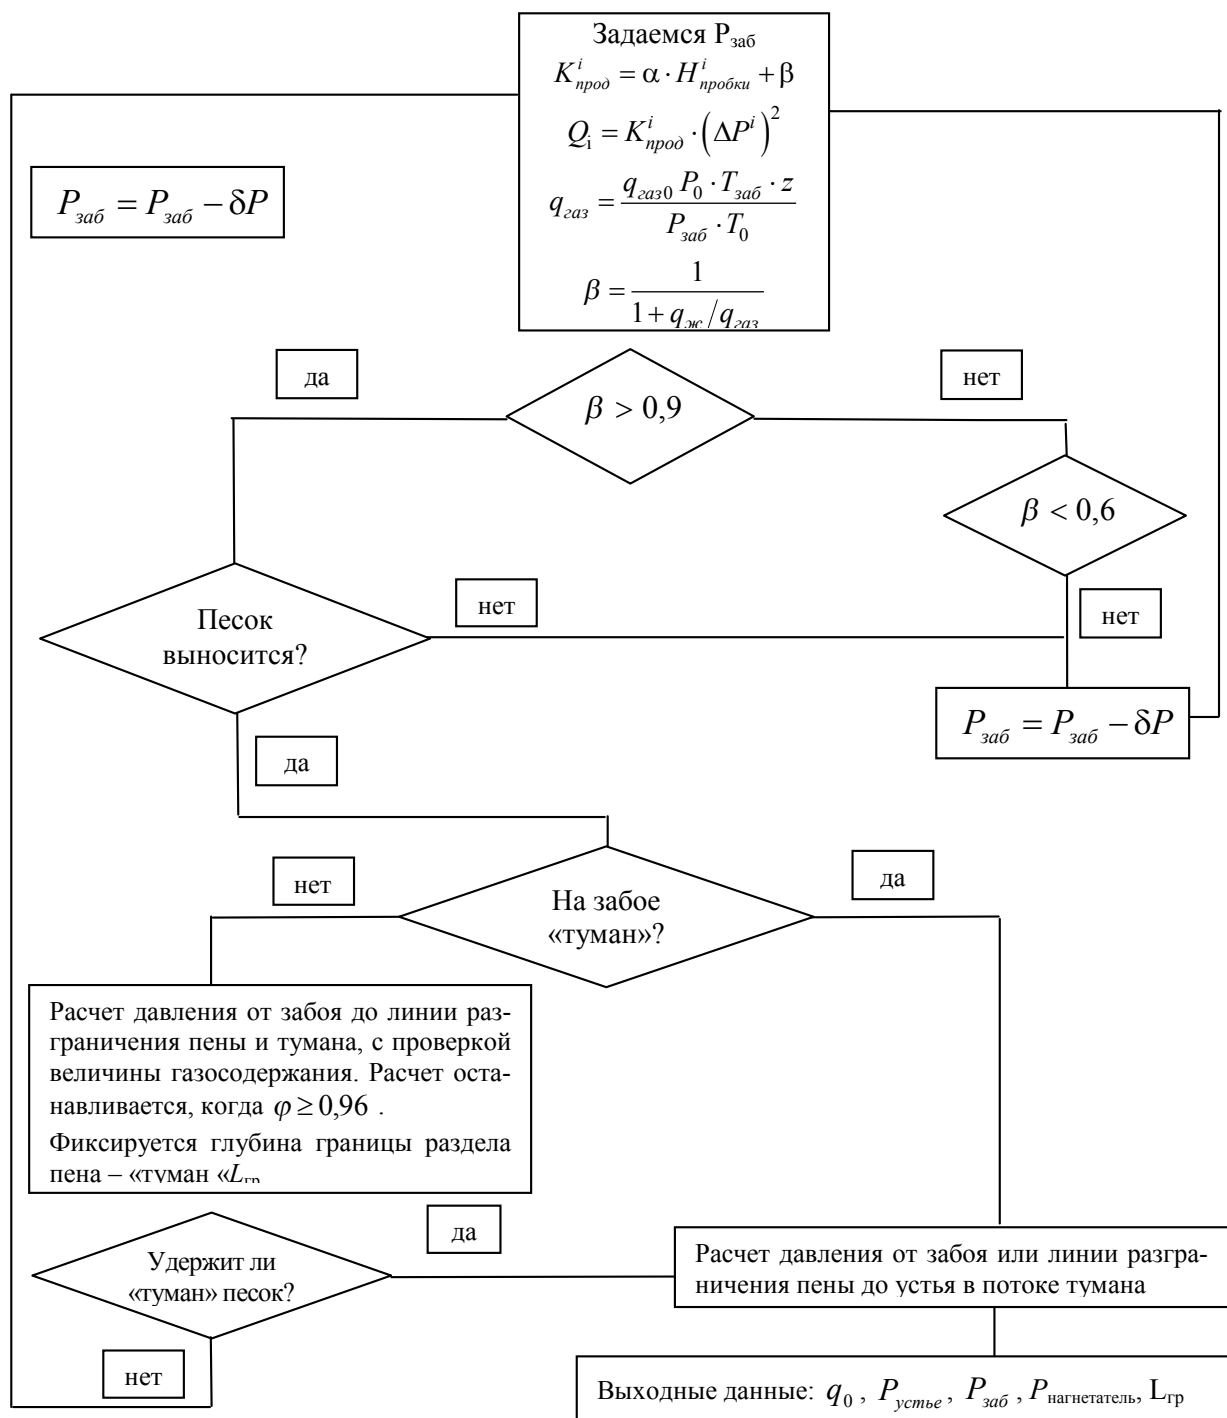 Задаемся Pзаб
K^i_прод = α · H^i_пробки + β
Q_i = K^i_прод · (ΔP^i)^2
q_газ = (q_газ0 P_0 · T_заб · z) / (P_заб · T_0)
β = 1 / (1 + q_ж / q_газ)
P_заб = P_заб − δP
да
β > 0,9
нет
β < 0,6
Песок
выносится?
нет
нет
P_заб = P_заб − δP
да
нет
На забое
«туман»?
да
Расчет давления от забоя до линии раз-
граничения пены и тумана, с проверкой
величины газосодержания. Расчет оста-
навливается, когда φ ≥ 0,96 .
Фиксируется глубина границы раздела
пена – «туман «L_гр
Удержит ли
«туман» песок?
да
Расчет давления от забоя или линии разгра-
ничения пены до устья в потоке тумана
нет
Выходные данные: q_0 , P_устье , P_заб , P_нагнетатель, L_гр